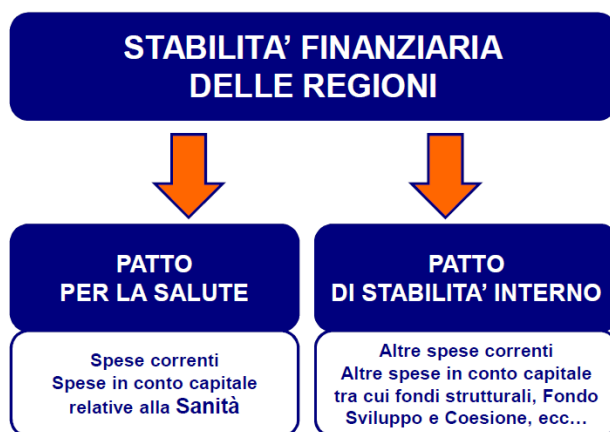 STABILITA’ FINANZIARIA
DELLE REGIONI
PATTO
PER LA SALUTE
Spese correnti
Spese in conto capitale
relative alla Sanità
PATTO
DI STABILITA’ INTERNO
Altre spese correnti
Altre spese in conto capitale
tra cui fondi strutturali, Fondo
Sviluppo e Coesione, ecc…